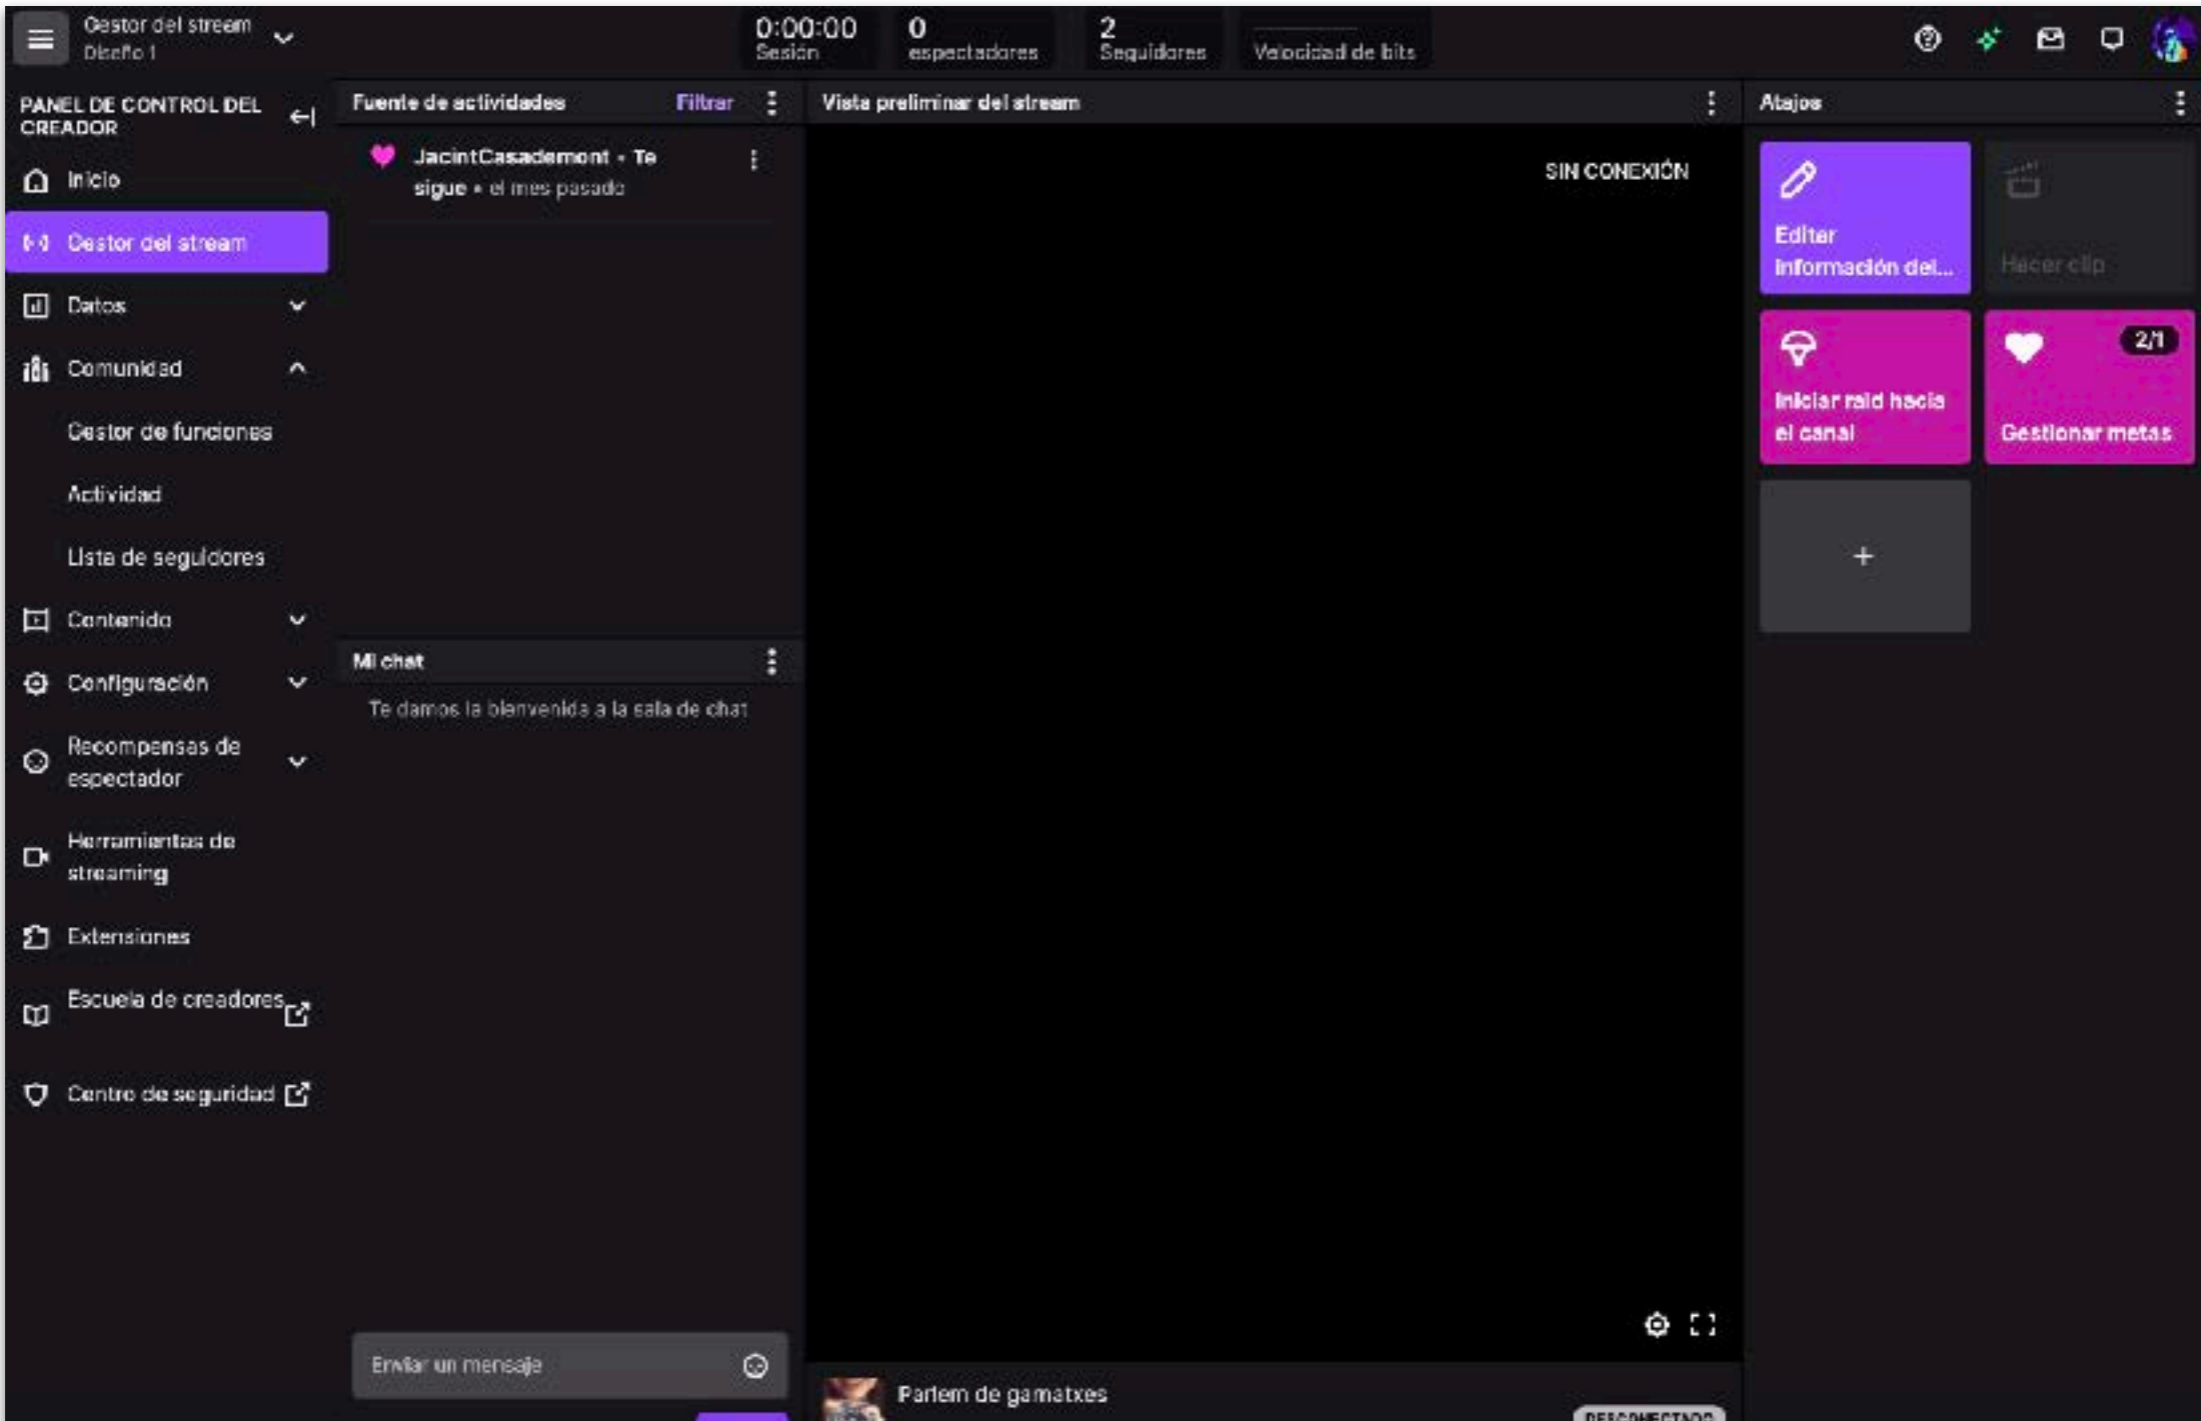 Gestor del stream
Diseño 1
0:00:00
Sesión
0
espectadores
2
Seguidores
Velocidad de bits
PANEL DE CONTROL DEL
CREADOR
Inicio
Gestor del stream
Datos
Comunidad
Gestor de funciones
Actividad
Lista de seguidores
Contenido
Configuración
Recompensas de
espectador
Herramientas de
streaming
Extensiones
Escuela de creadores
Centro de seguridad
Fuente de actividades
Filtrar
JacintCasademont • Te
sigue • el mes pasado
Mi chat
Te damos la bienvenida a la sala de chat
Enviar un mensaje
Vista preliminar del stream
SIN CONEXIÓN
Parlem de gamatxes
DESCONECTADO
Atajos
Editar
información del...
Hacer clip
Iniciar raid hacia
el canal
2/1
Gestionar metas